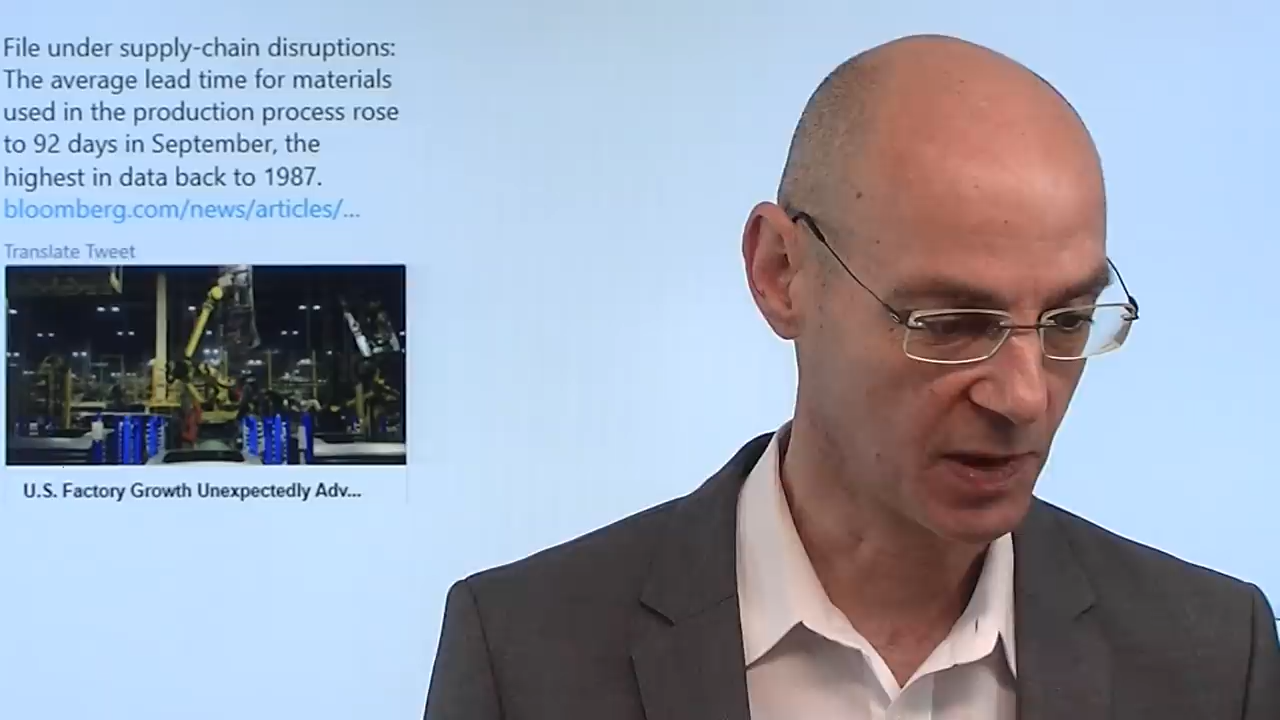 File under supply-chain disruptions:
The average lead time for materials
used in the production process rose
to 92 days in September, the
highest in data back to 1987.
bloomberg.com/news/articles/...
Translate Tweet
U.S. Factory Growth Unexpectedly Adv...